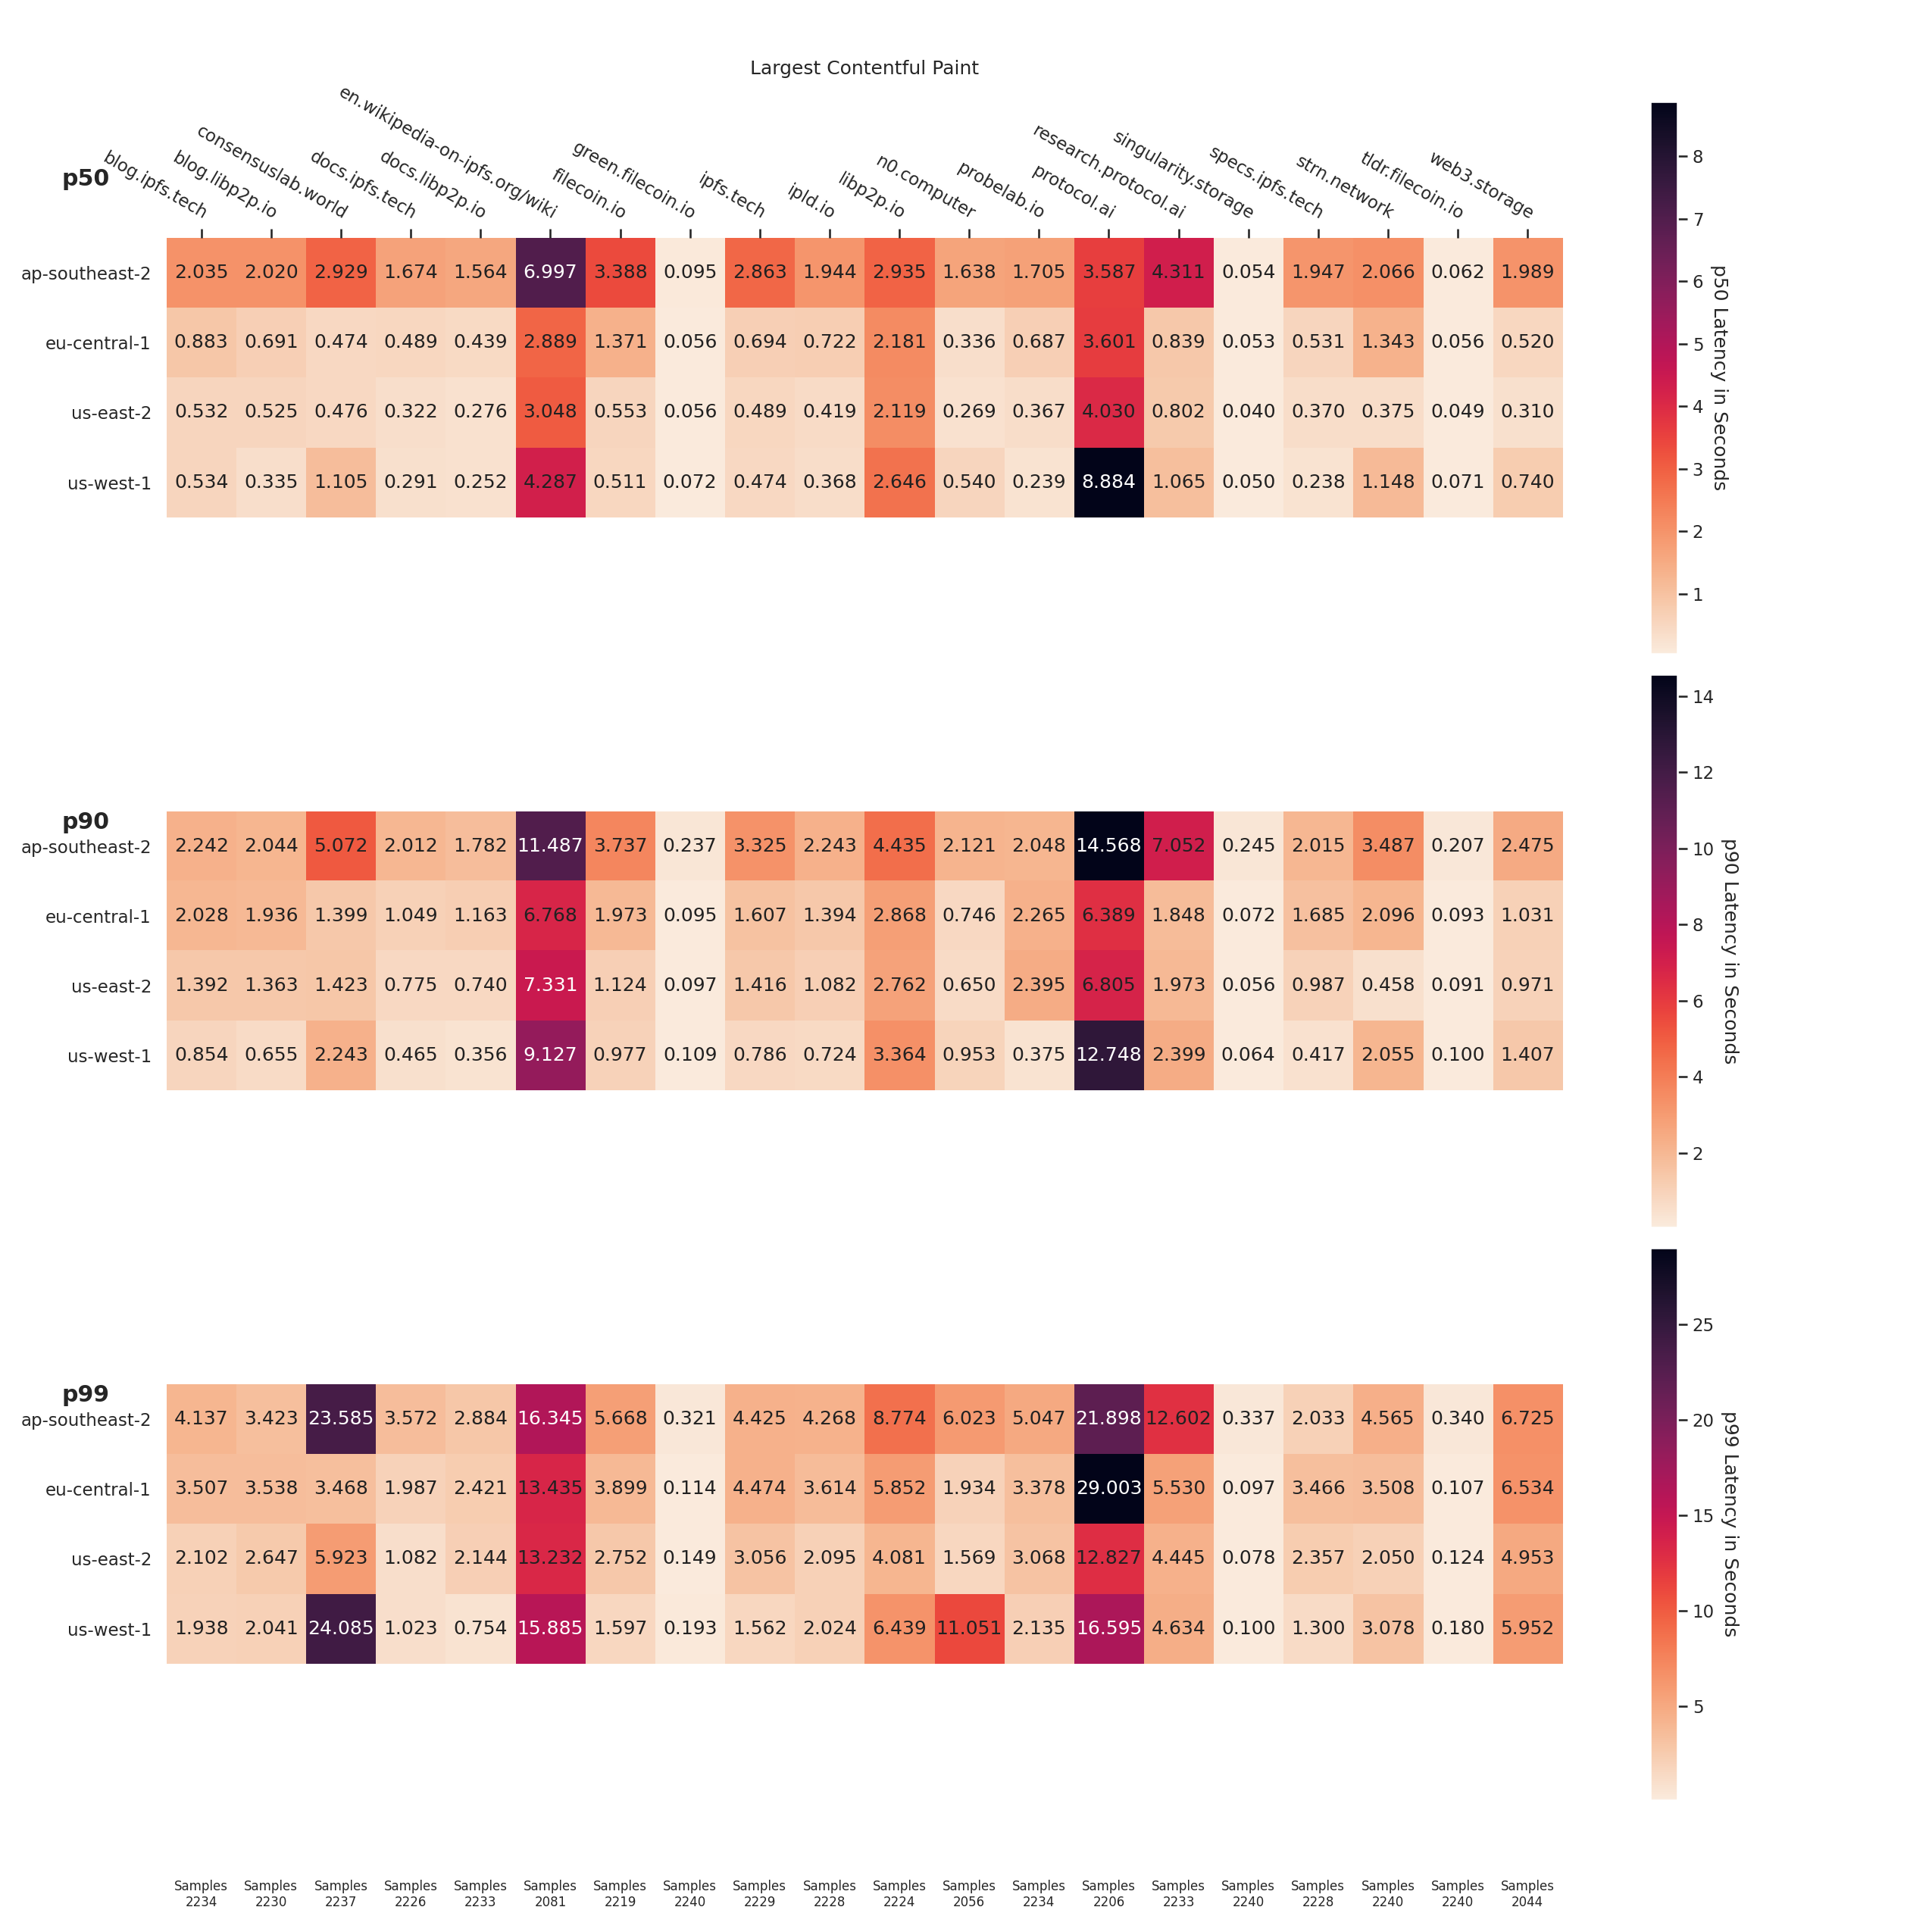 Largest Contentful Paint
p50
blog.ipfs.tech
blog.libp2p.io
consensuslab.world
docs.ipfs.tech
docs.libp2p.io
en.wikipedia-on-ipfs.org/wiki
filecoin.io
green.filecoin.io
ipfs.tech
ipld.io
libp2p.io
n0.computer
probelab.io
protocol.ai
research.protocol.ai
singularity.storage
specs.ipfs.tech
strn.network
tldr.filecoin.io
web3.storage
ap-southeast-2 2.035 2.020 2.929 1.674 1.564 6.997 3.388 0.095 2.863 1.944 2.935 1.638 1.705 3.587 4.311 0.054 1.947 2.066 0.062 1.989
eu-central-1 0.883 0.691 0.474 0.489 0.439 2.889 1.371 0.056 0.694 0.722 2.181 0.336 0.687 3.601 0.839 0.053 0.531 1.343 0.056 0.520
us-east-2 0.532 0.525 0.476 0.322 0.276 3.048 0.553 0.056 0.489 0.419 2.119 0.269 0.367 4.030 0.802 0.040 0.370 0.375 0.049 0.310
us-west-1 0.534 0.335 1.105 0.291 0.252 4.287 0.511 0.072 0.474 0.368 2.646 0.540 0.239 8.884 1.065 0.050 0.238 1.148 0.071 0.740
8
7
6
5
4
3
2
1
p50 Latency in Seconds
p90
ap-southeast-2 2.242 2.044 5.072 2.012 1.782 11.487 3.737 0.237 3.325 2.243 4.435 2.121 2.048 14.568 7.052 0.245 2.015 3.487 0.207 2.475
eu-central-1 2.028 1.936 1.399 1.049 1.163 6.768 1.973 0.095 1.607 1.394 2.868 0.746 2.265 6.389 1.848 0.072 1.685 2.096 0.093 1.031
us-east-2 1.392 1.363 1.423 0.775 0.740 7.331 1.124 0.097 1.416 1.082 2.762 0.650 2.395 6.805 1.973 0.056 0.987 0.458 0.091 0.971
us-west-1 0.854 0.655 2.243 0.465 0.356 9.127 0.977 0.109 0.786 0.724 3.364 0.953 0.375 12.748 2.399 0.064 0.417 2.055 0.100 1.407
14
12
10
8
6
4
2
p90 Latency in Seconds
p99
ap-southeast-2 4.137 3.423 23.585 3.572 2.884 16.345 5.668 0.321 4.425 4.268 8.774 6.023 5.047 21.898 12.602 0.337 2.033 4.565 0.340 6.725
eu-central-1 3.507 3.538 3.468 1.987 2.421 13.435 3.899 0.114 4.474 3.614 5.852 1.934 3.378 29.003 5.530 0.097 3.466 3.508 0.107 6.534
us-east-2 2.102 2.647 5.923 1.082 2.144 13.232 2.752 0.149 3.056 2.095 4.081 1.569 3.068 12.827 4.445 0.078 2.357 2.050 0.124 4.953
us-west-1 1.938 2.041 24.085 1.023 0.754 15.885 1.597 0.193 1.562 2.024 6.439 11.051 2.135 16.595 4.634 0.100 1.300 3.078 0.180 5.952
25
20
15
10
5
p99 Latency in Seconds
Samples Samples Samples Samples Samples Samples Samples Samples Samples Samples Samples Samples Samples Samples Samples Samples Samples Samples Samples Samples
2234 2230 2237 2226 2233 2081 2219 2240 2229 2228 2224 2056 2234 2206 2233 2240 2228 2240 2240 2044